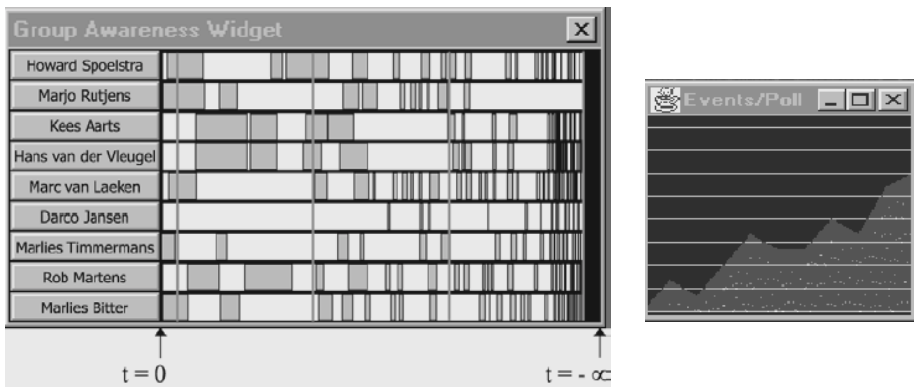 Group Awareness Widget
Howard Spoelstra
Marjo Rutjens
Kees Aarts
Hans van der Vleugel
Marc van Laeken
Darco Jansen
Marlies Timmermans
Rob Martens
Marlies Bitter
t = 0
t = - ∞
Events/Poll